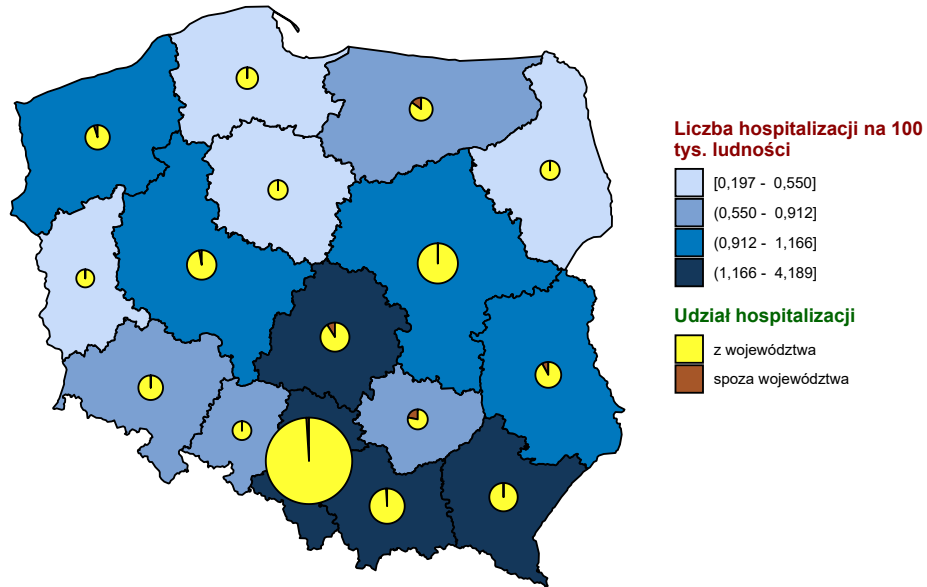 Liczba hospitalizacji na 100
tys. ludności
[0,197 - 0,550]
(0,550 - 0,912]
(0,912 - 1,166]
(1,166 - 4,189]
Udział hospitalizacji
z województwa
spoza województwa